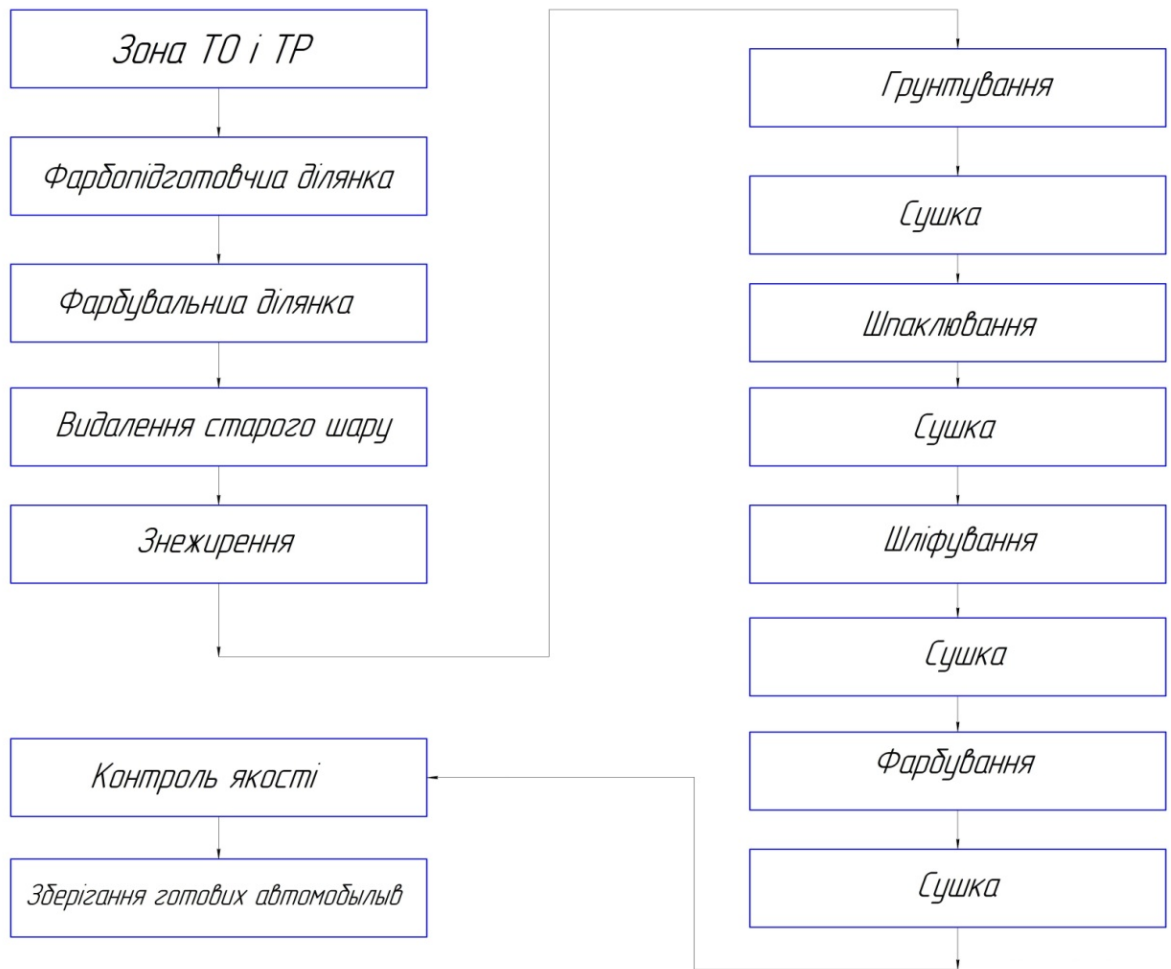 Зона ТО і ТР
Фарбопідготовчиа ділянка
Фарбувальниа ділянка
Видалення старого шару
Знежирення
Грунтування
Сушка
Шпаклювання
Сушка
Шліфування
Сушка
Фарбування
Сушка
Контроль якості
Зберігання готових автомобылыв